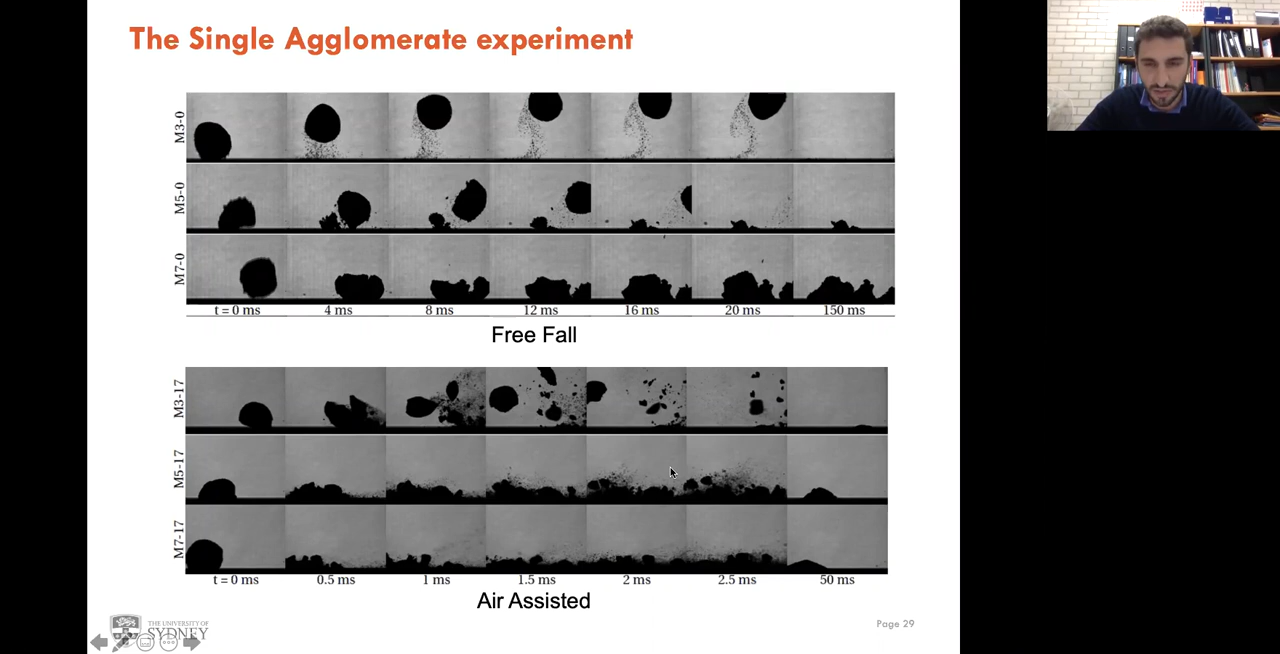 The Single Agglomerate experiment
M3-0
M5-0
M7-0
t = 0 ms 4 ms 8 ms 12 ms 16 ms 20 ms 150 ms
Free Fall
M3-17
M5-17
M7-17
t = 0 ms 0.5 ms 1 ms 1.5 ms 2 ms 2.5 ms 50 ms
Air Assisted
THE UNIVERSITY OF
SYDNEY
Page 29